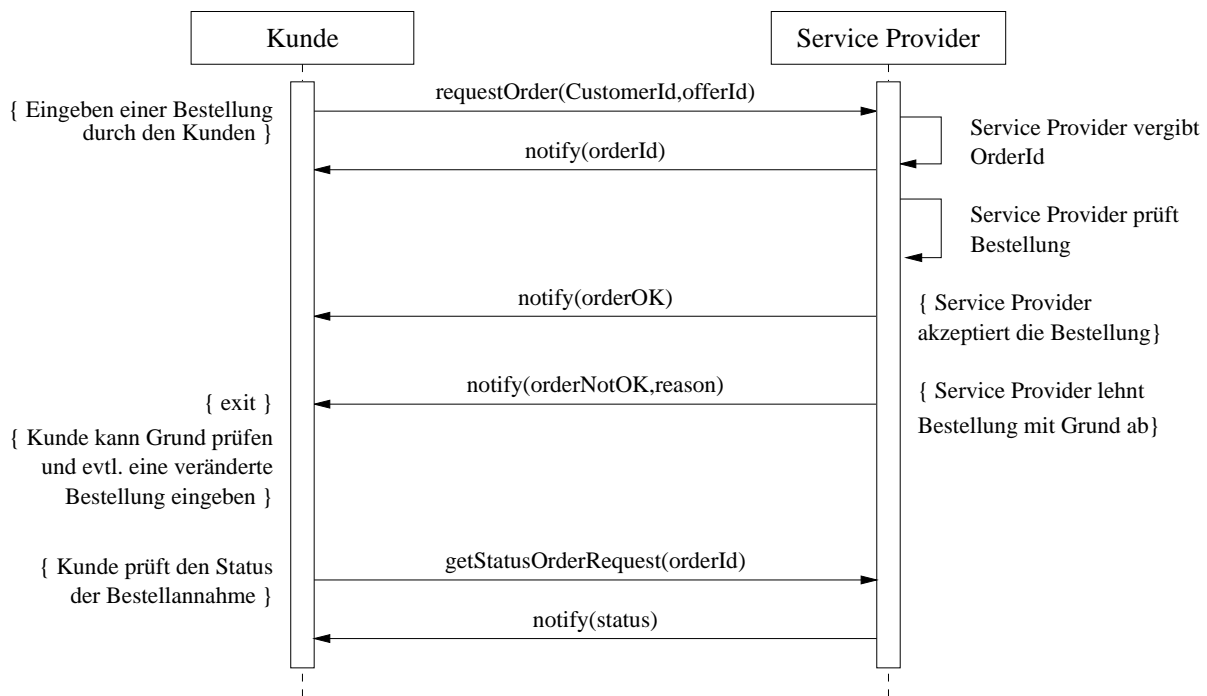 Kunde
Service Provider
requestOrder(CustomerId,offerId)
{ Eingeben einer Bestellung
durch den Kunden }
Service Provider vergibt
OrderId
notify(orderId)
Service Provider prüft
Bestellung
notify(orderOK)
{ Service Provider
akzeptiert die Bestellung}
notify(orderNotOK,reason)
{ Service Provider lehnt
Bestellung mit Grund ab}
{ exit }
{ Kunde kann Grund prüfen
und evtl. eine veränderte
Bestellung eingeben }
getStatusOrderRequest(orderId)
{ Kunde prüft den Status
der Bestellannahme }
notify(status)